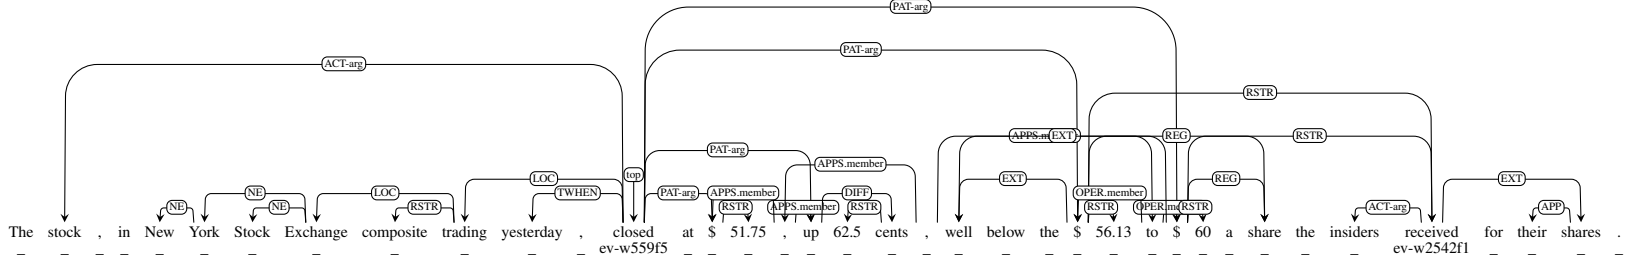 PAT-arg
PAT-arg
ACT-arg
RSTR
EXT REG RSTR
PAT-arg
APPS.member
top LOC EXT REG EXT
NE LOC TWHEN PAT-arg APPS.member DIFF OPER.member
NE NE RSTR RSTR APPS.member RSTR RSTR RSTR ACT-arg APP
The stock , in New York Stock Exchange composite trading yesterday , closed at $ 51.75 , up 62.5 cents , well below the $ 56.13 to $ 60 a share the insiders received for their shares .
_ _ _ _ _ _ _ _ _ _ _ _ ev-w559f5 _ _ _ _ _ _ _ _ _ _ _ _ _ _ _ _ _ _ _ _ ev-w2542f1 _ _ _ _